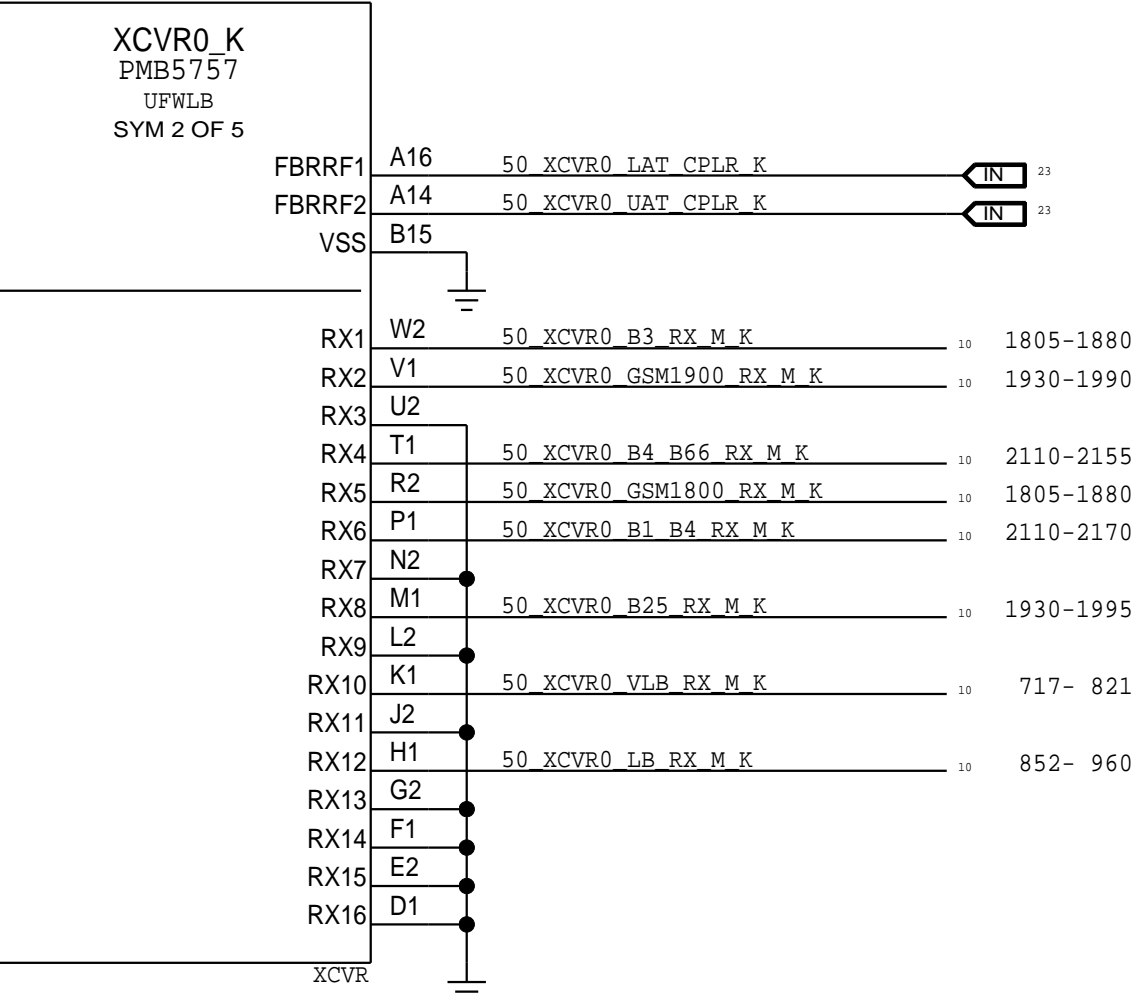 XCVR0_K
PMB5757
UFWLB
SYM 2 OF 5
FBRRF1 A16 50_XCVR0_LAT_CPLR_K IN 23
FBRRF2 A14 50_XCVR0_UAT_CPLR_K IN 23
VSS B15
RX1 W2 50_XCVR0_B3_RX_M_K 10 1805-1880
RX2 V1 50_XCVR0_GSM1900_RX_M_K 10 1930-1990
RX3 U2
RX4 T1 50_XCVR0_B4_B66_RX_M_K 10 2110-2155
RX5 R2 50_XCVR0_GSM1800_RX_M_K 10 1805-1880
RX6 P1 50_XCVR0_B1_B4_RX_M_K 10 2110-2170
RX7 N2
RX8 M1 50_XCVR0_B25_RX_M_K 10 1930-1995
RX9 L2
RX10 K1 50_XCVR0_VLB_RX_M_K 10 717- 821
RX11 J2
RX12 H1 50_XCVR0_LB_RX_M_K 10 852- 960
RX13 G2
RX14 F1
RX15 E2
RX16 D1
XCVR